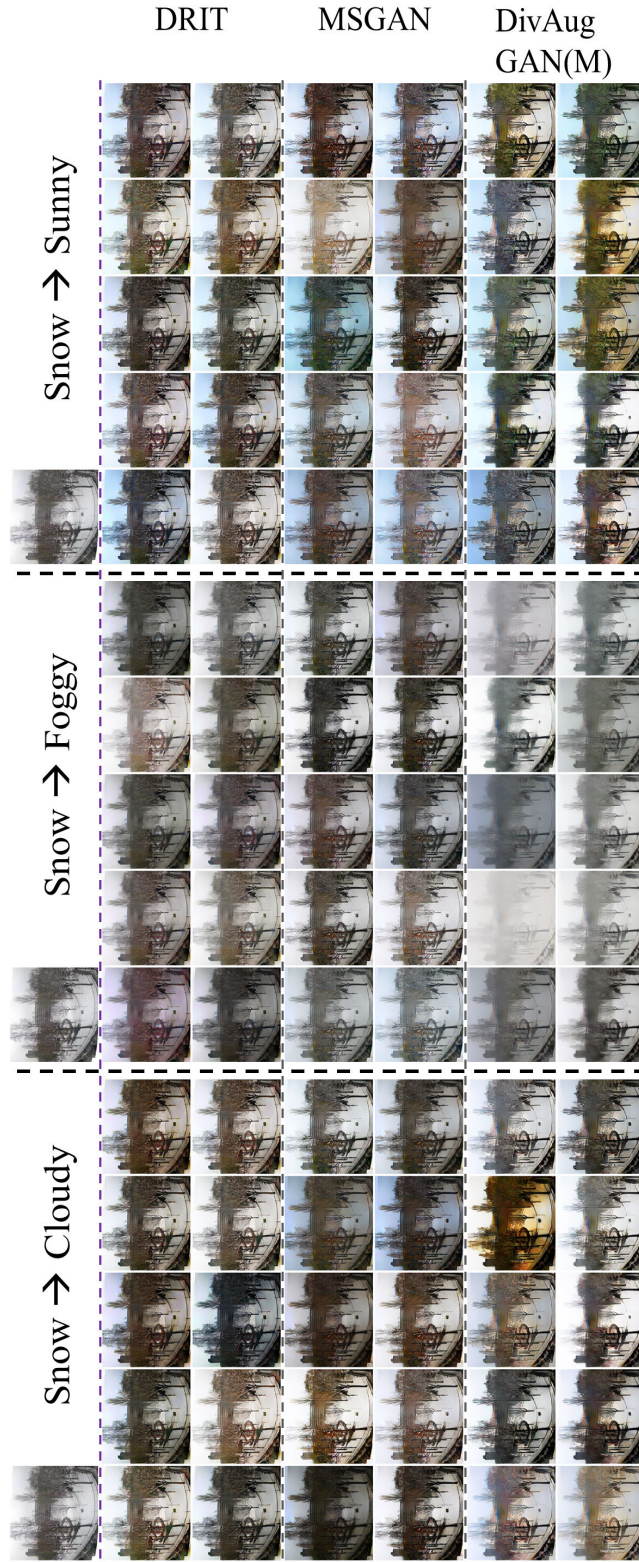 DRIT
MSGAN
DivAug
GAN(M)
Snow → Sunny
Snow → Foggy
Snow → Cloudy